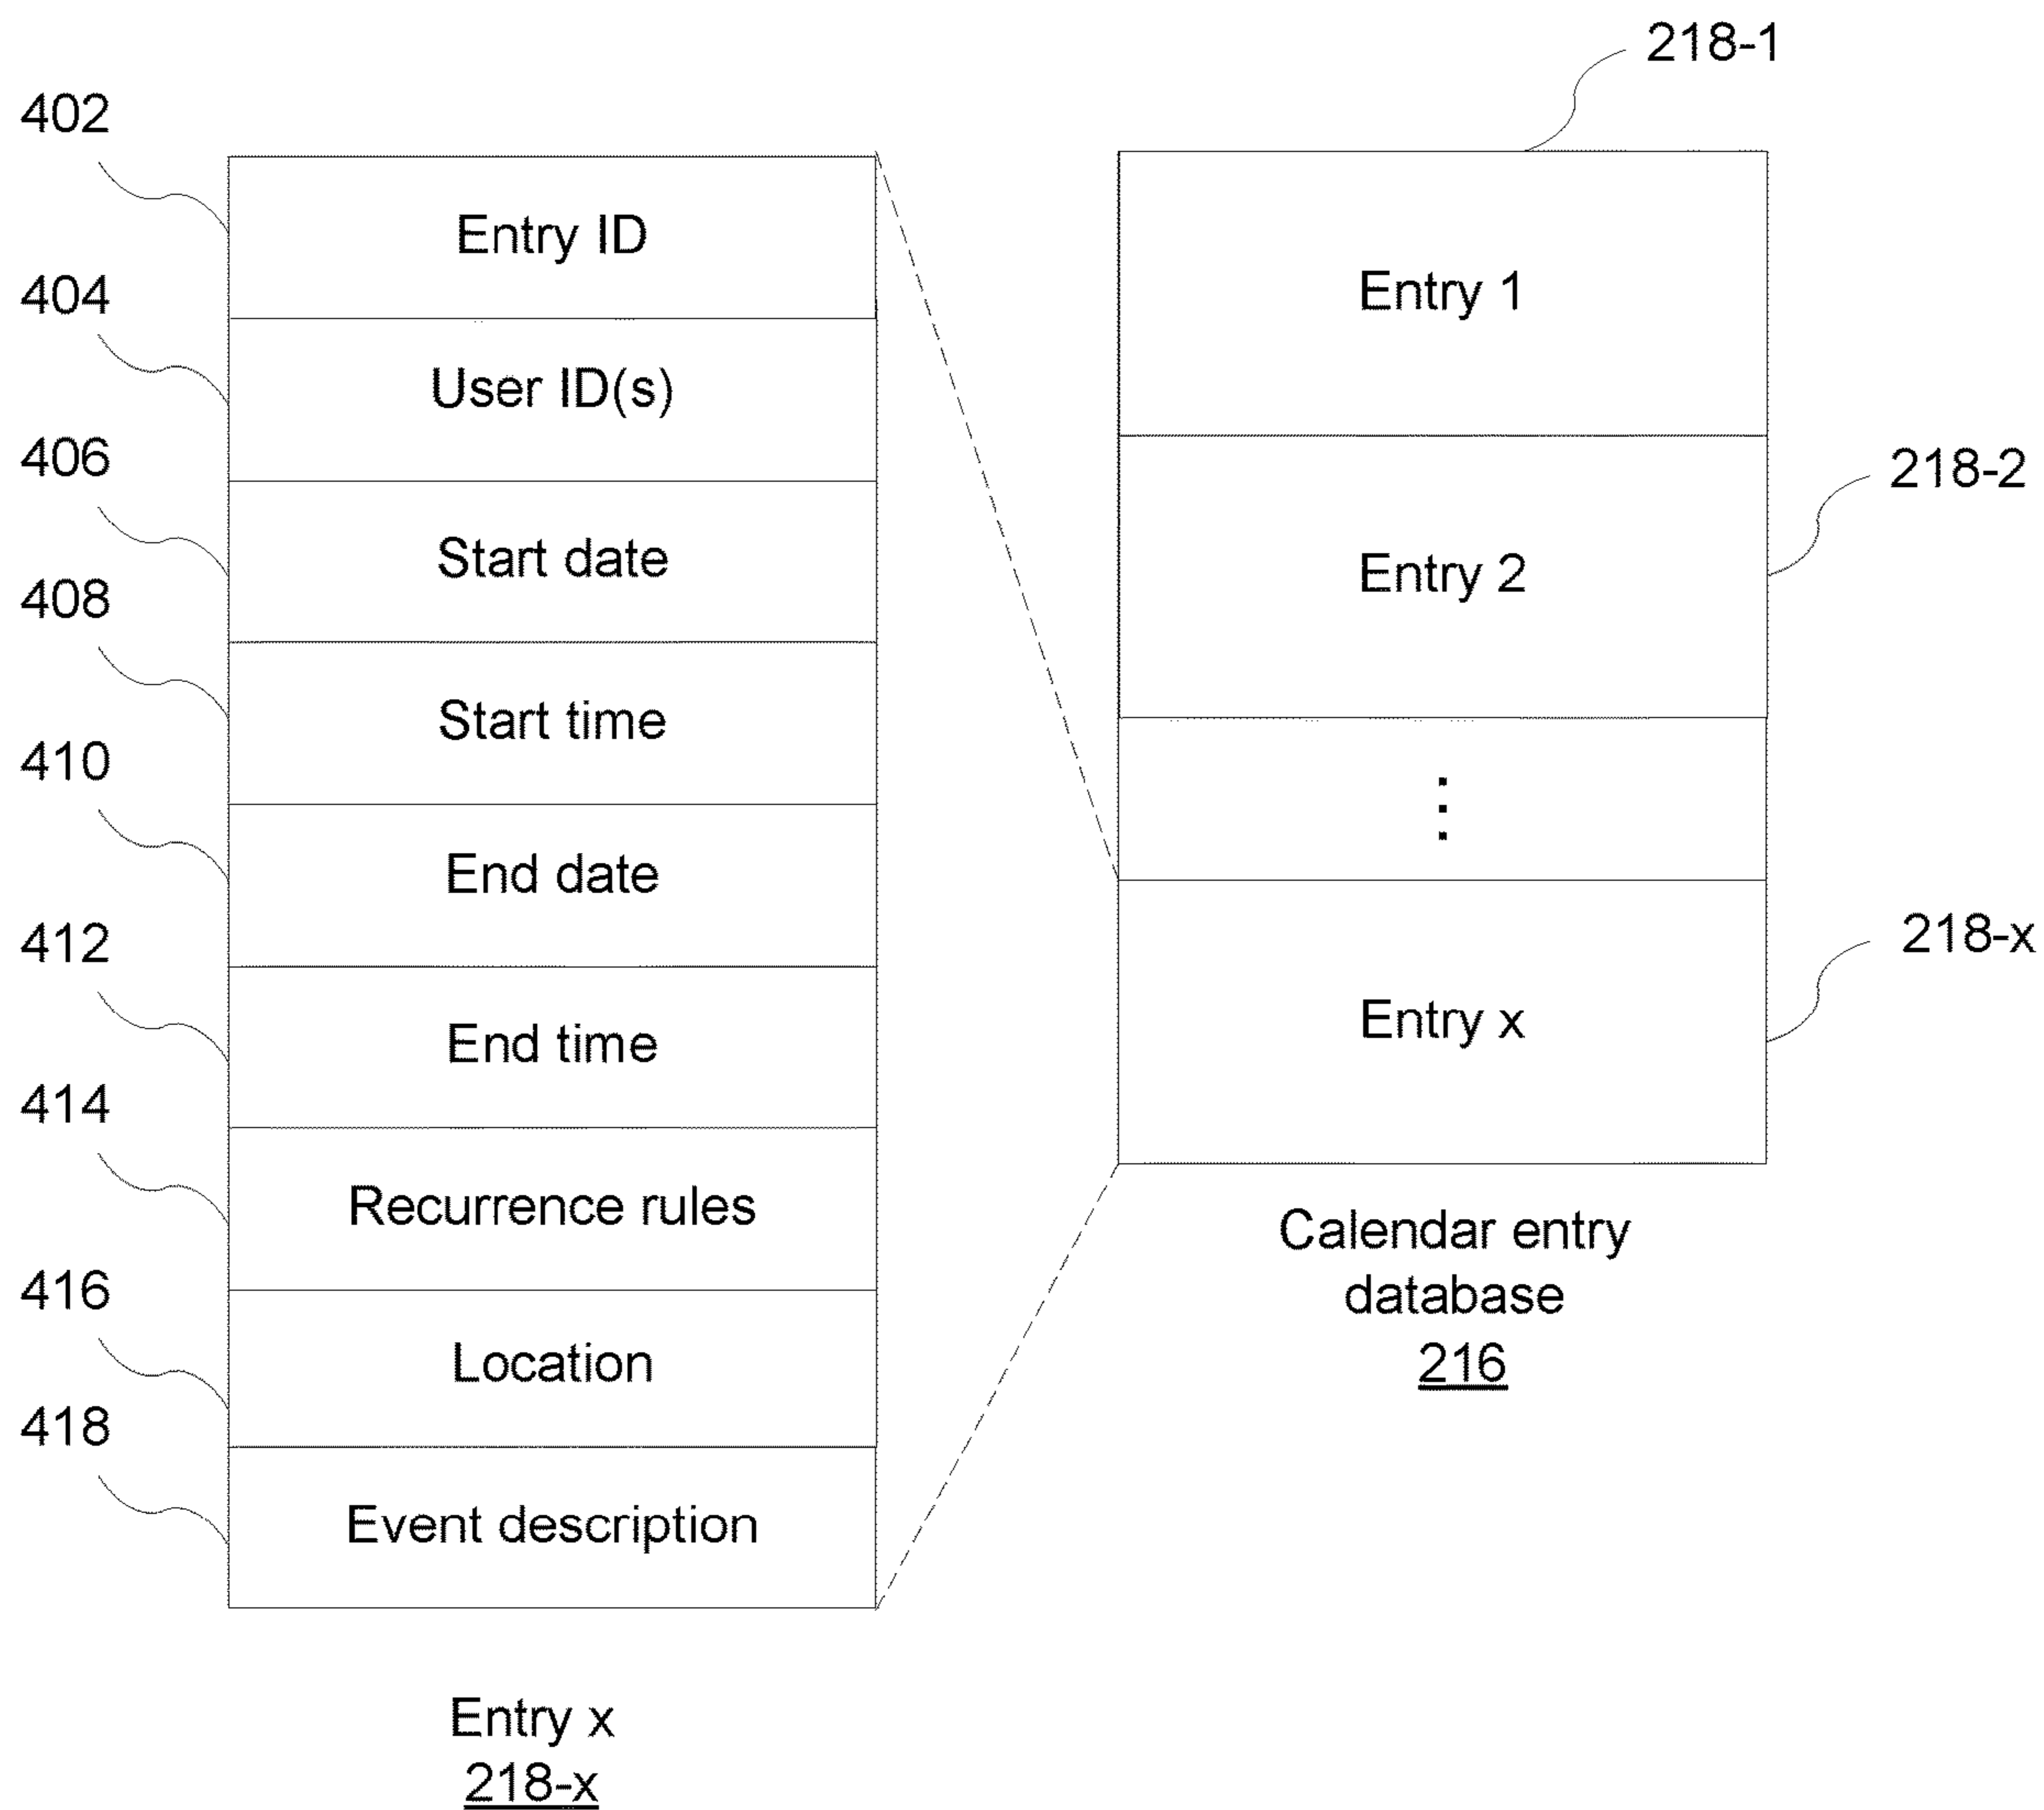 218-1
402
Entry ID
404
Entry 1
User ID(s)
406
218-2
Start date
Entry 2
408
Start time
410
⋮
End date
412
218-x
Entry x
End time
414
Recurrence rules
Calendar entry
database
216
416
Location
418
Event description
Entry x
218-x